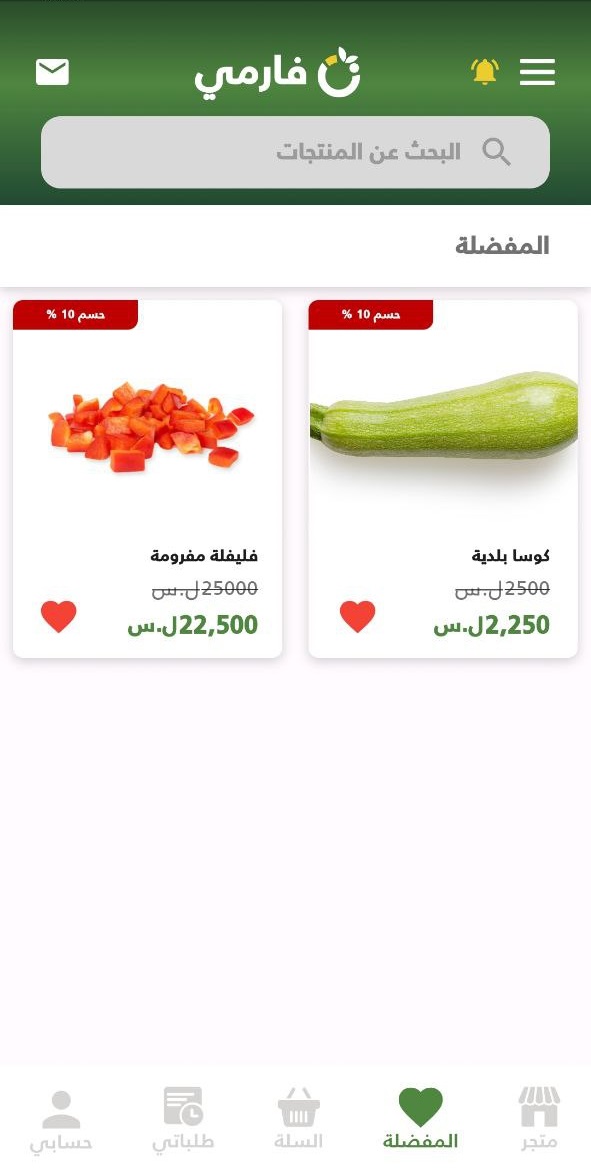 فارمي
البحث عن المنتجات
المفضلة
حسم 10 %
كوسا بلدية
2500ل.س
2,250ل.س
حسم 10 %
فليفلة مفرومة
25000ل.س
22,500ل.س
متجر
المفضلة
السلة
طلباتي
حسابي